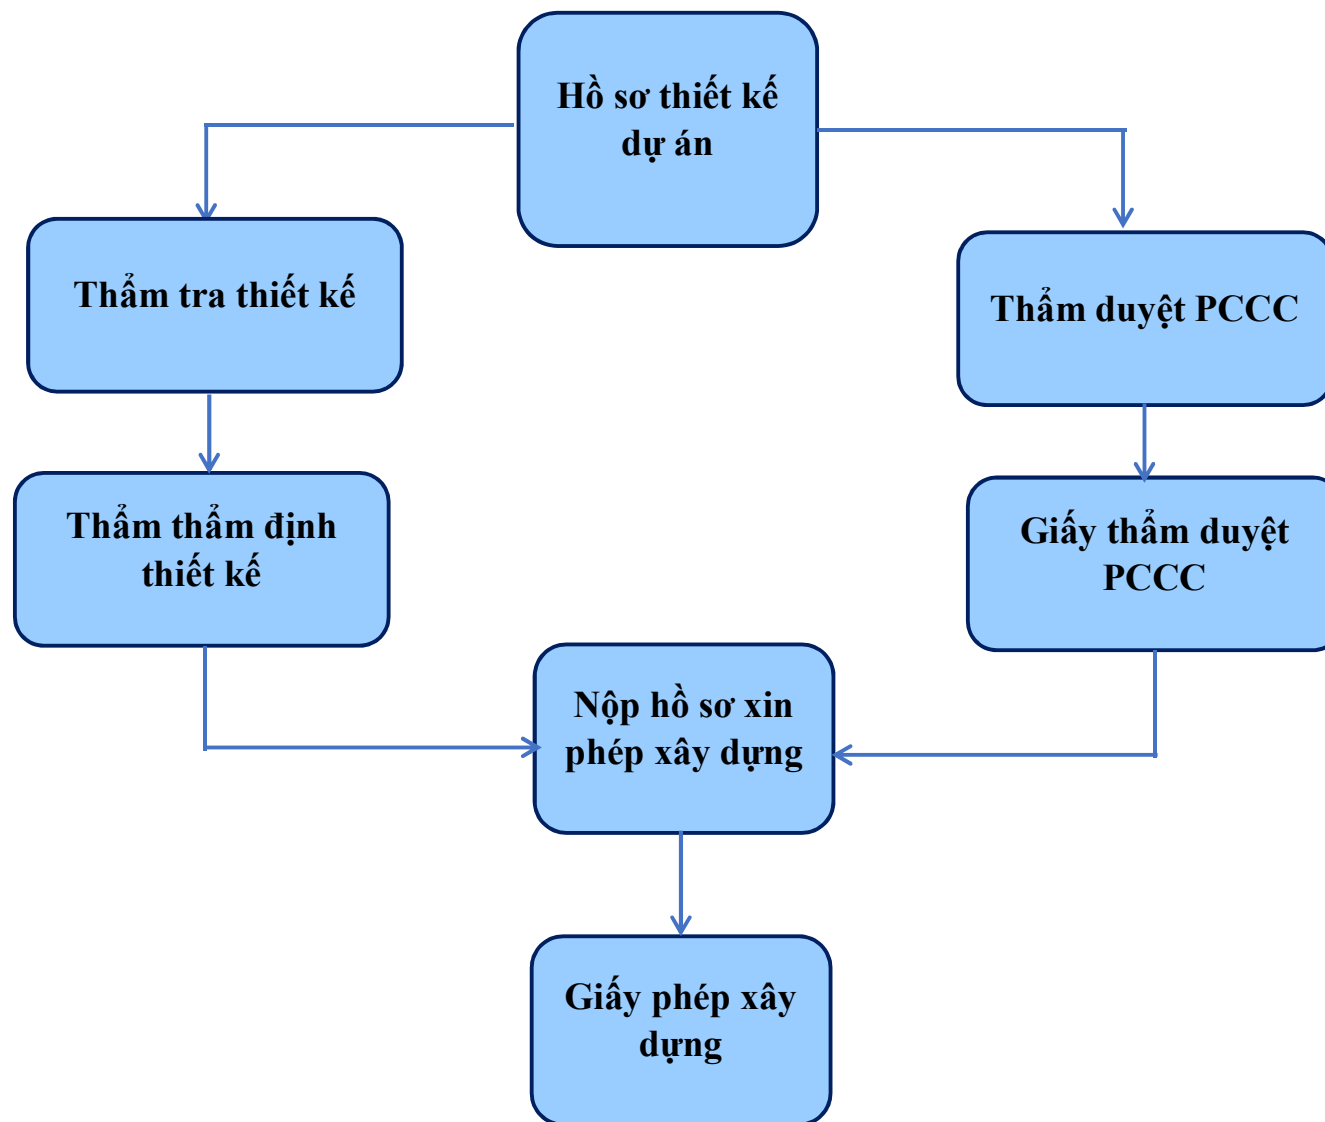 Hồ sơ thiết kế
dự án
Thẩm tra thiết kế
Thẩm duyệt PCCC
Thẩm thẩm định
thiết kế
Giấy thẩm duyệt
PCCC
Nộp hồ sơ xin
phép xây dựng
Giấy phép xây
dựng